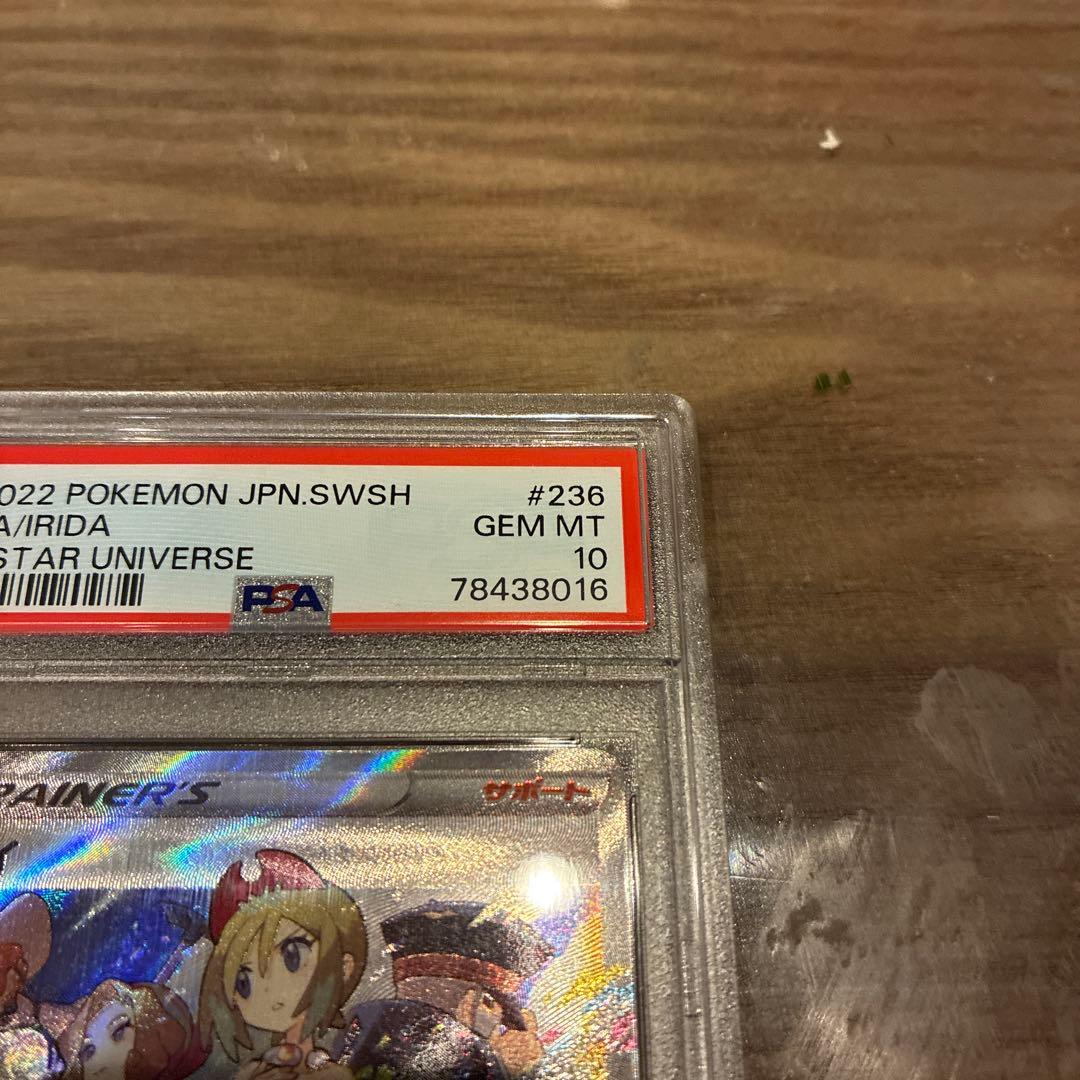 022 POKEMON JPN.SWSH #236
A/IRIDA GEM MT
STAR UNIVERSE 10
PSA 78438016
RAINER'S サポート